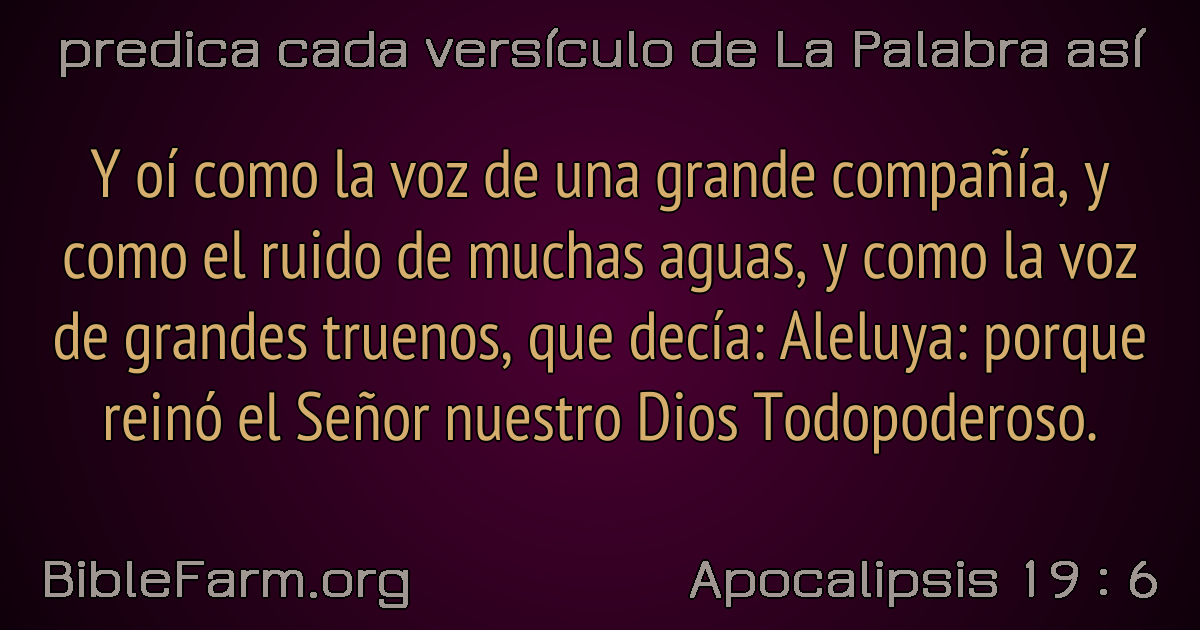 predica cada versículo de La Palabra así
Y oí como la voz de una grande compañía, y
como el ruido de muchas aguas, y como la voz
de grandes truenos, que decía: Aleluya: porque
reinó el Señor nuestro Dios Todopoderoso.
BibleFarm.org
Apocalipsis 19 : 6